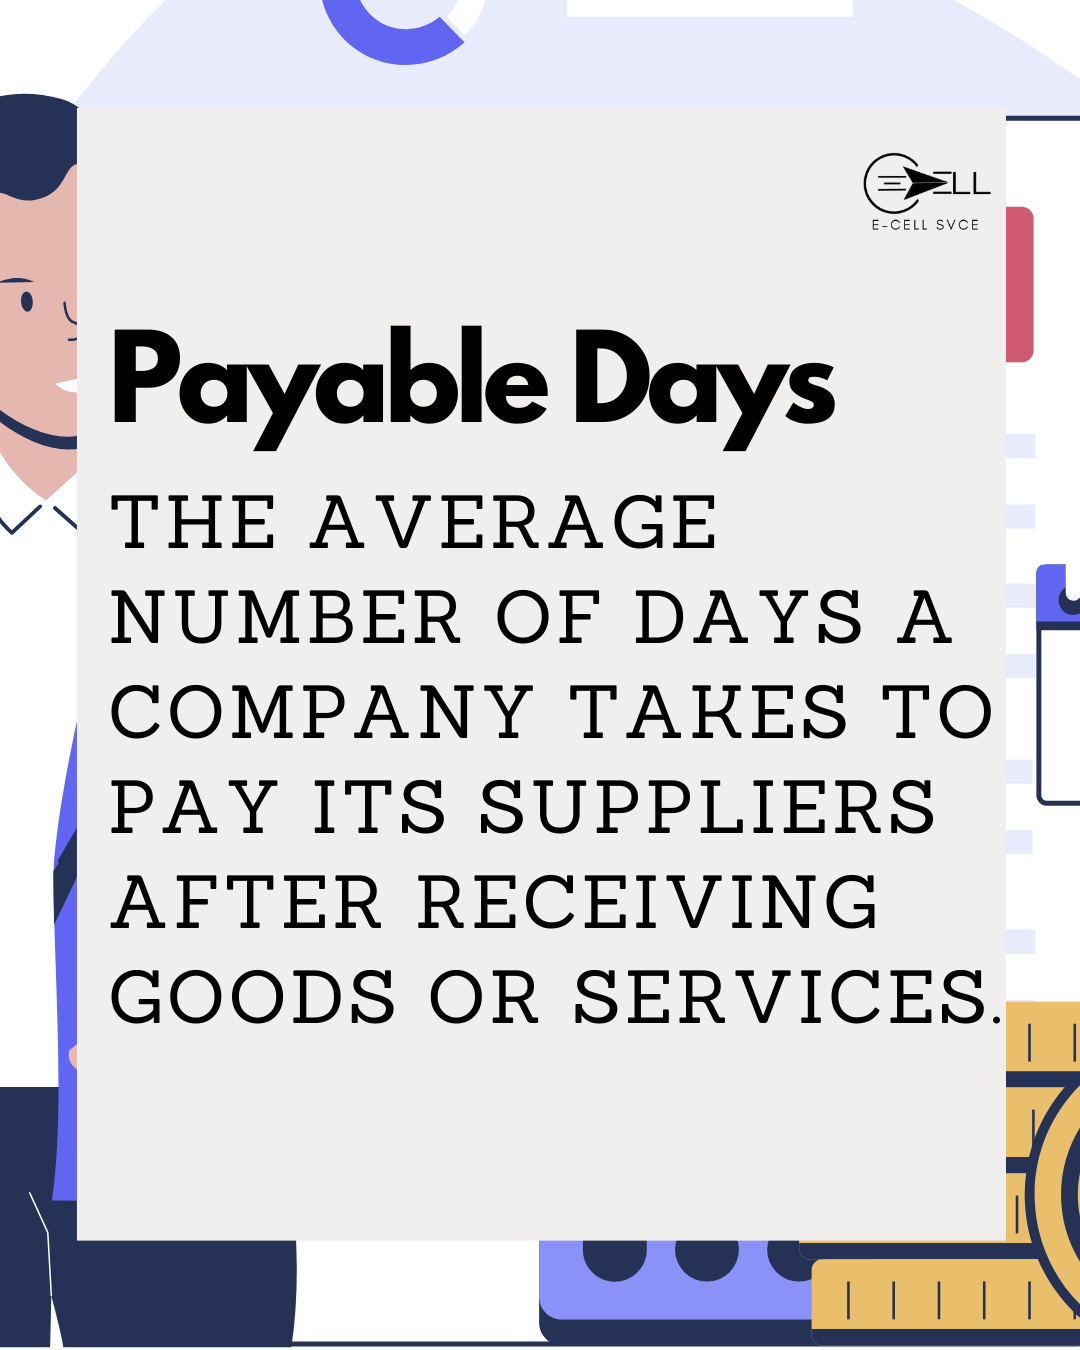 ELL
E-CELL SVCE
Payable Days
THE AVERAGE
NUMBER OF DAYS A
COMPANY TAKES TO
PAY ITS SUPPLIERS
AFTER RECEIVING
GOODS OR SERVICES.